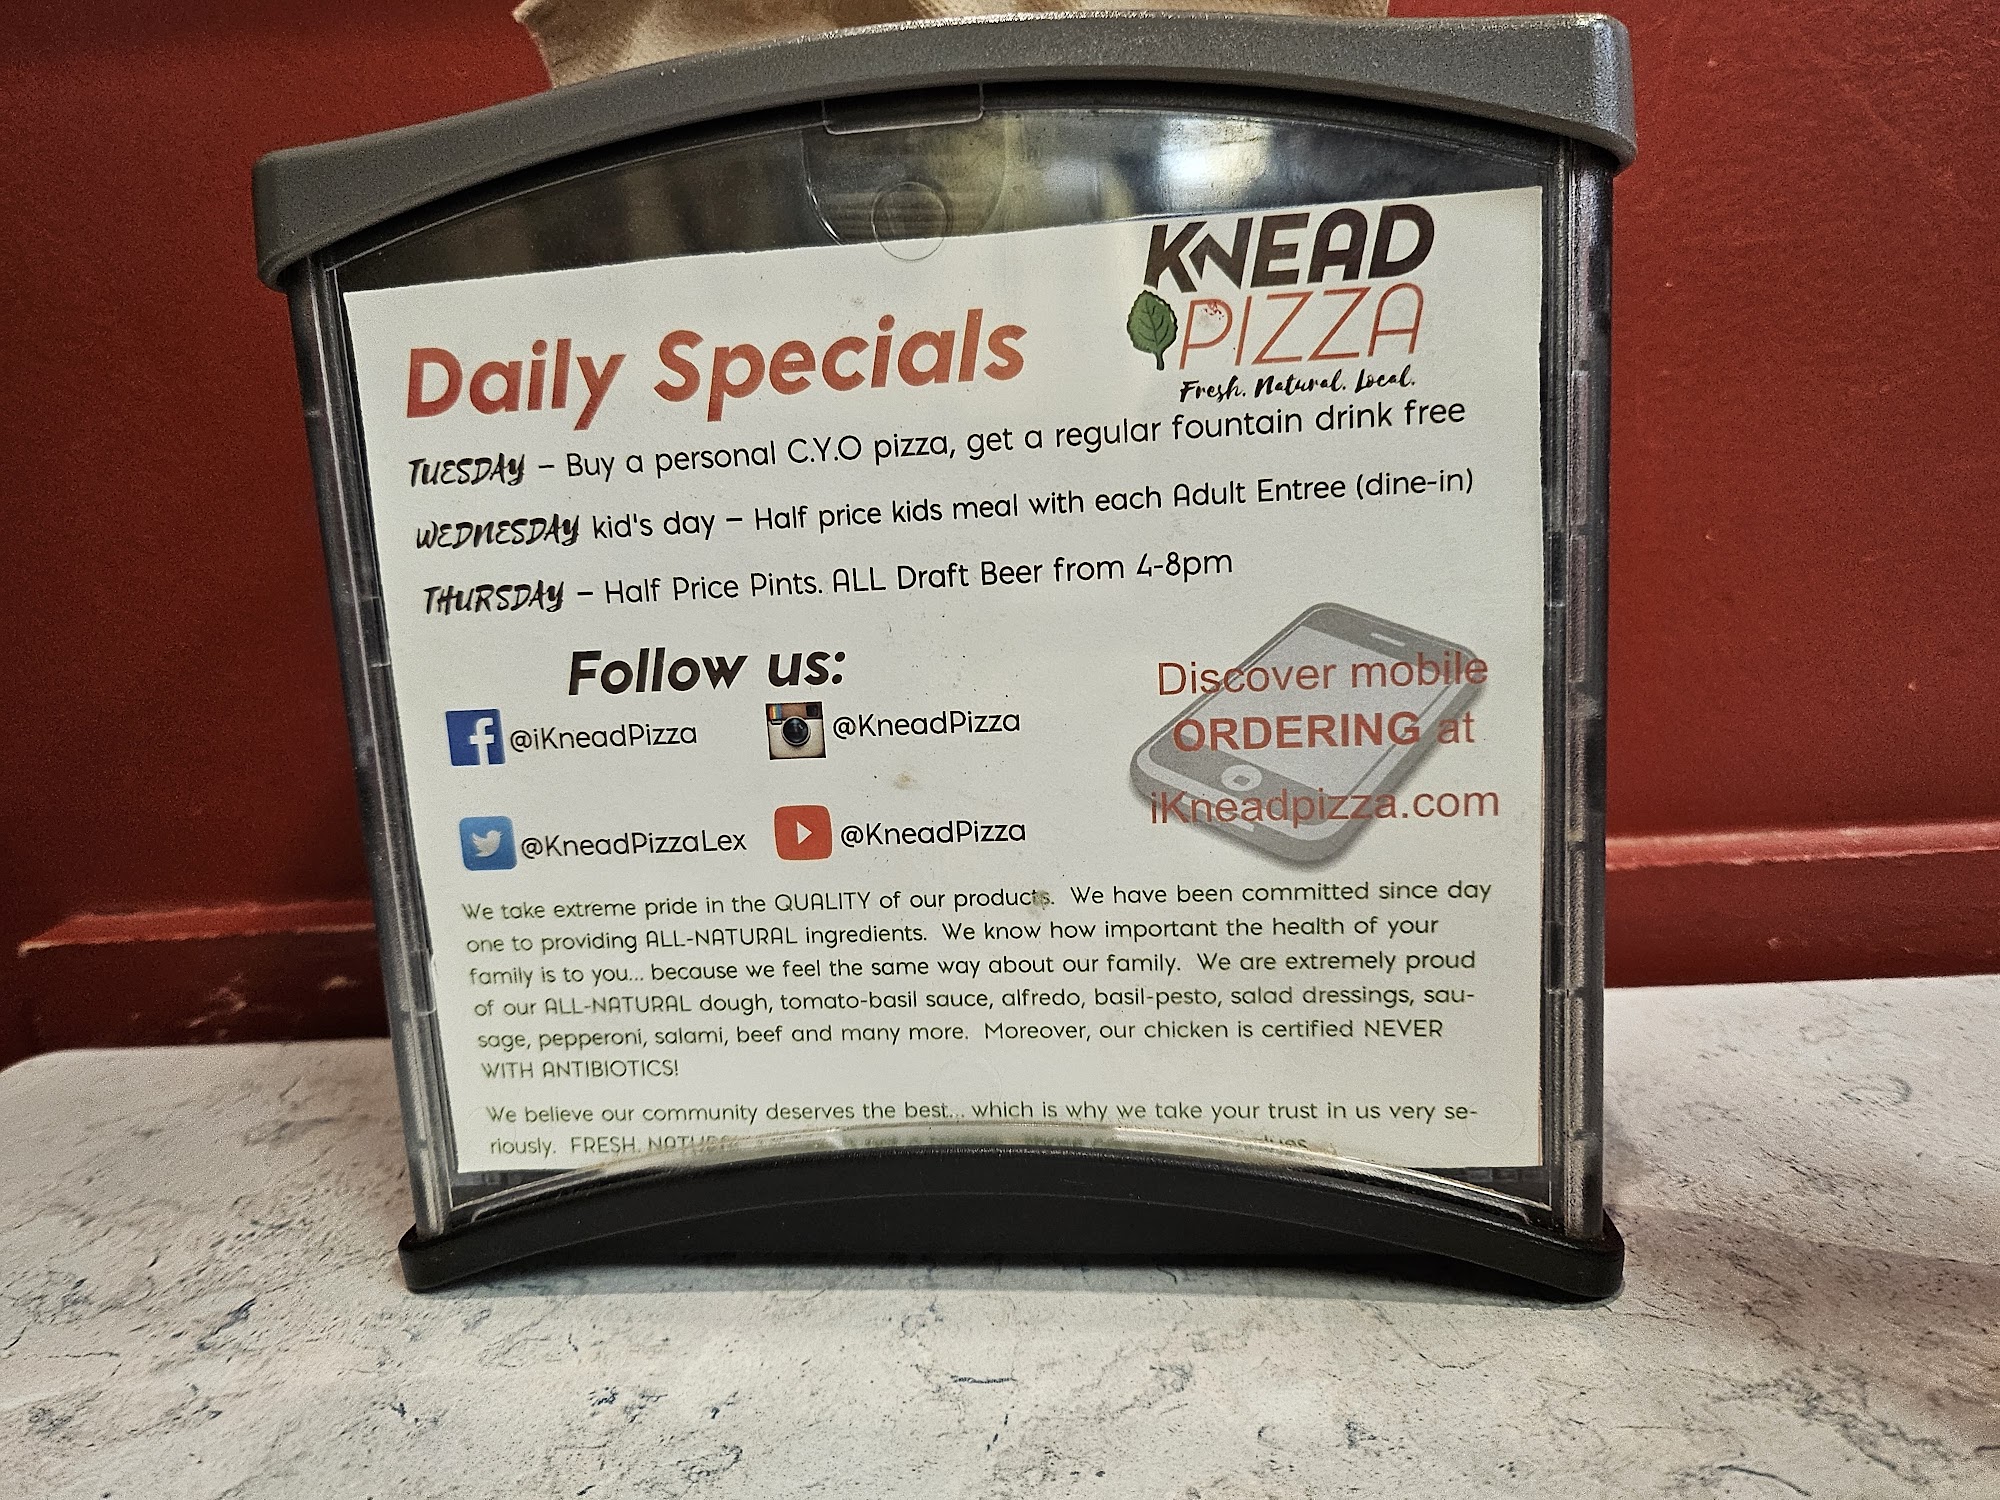 KNEAD
PIZZA
Fresh. Natural. Local.
Daily Specials
TUESDAY – Buy a personal C.Y.O pizza, get a regular fountain drink free
WEDNESDAY kid's day – Half price kids meal with each Adult Entree (dine-in)
THURSDAY – Half Price Pints. ALL Draft Beer from 4-8pm
Follow us:
@iKneadPizza
@KneadPizza
@KneadPizzaLex
@KneadPizza
Discover mobile
ORDERING at
iKneadpizza.com
We take extreme pride in the QUALITY of our products. We have been committed since day
one to providing ALL-NATURAL ingredients. We know how important the health of your
family is to you... because we feel the same way about our family. We are extremely proud
of our ALL-NATURAL dough, tomato-basil sauce, alfredo, basil-pesto, salad dressings, sau-
sage, pepperoni, salami, beef and many more. Moreover, our chicken is certified NEVER
WITH ANTIBIOTICS!
We believe our community deserves the best... which is why we take your trust in us very se-
riously. FRESH.